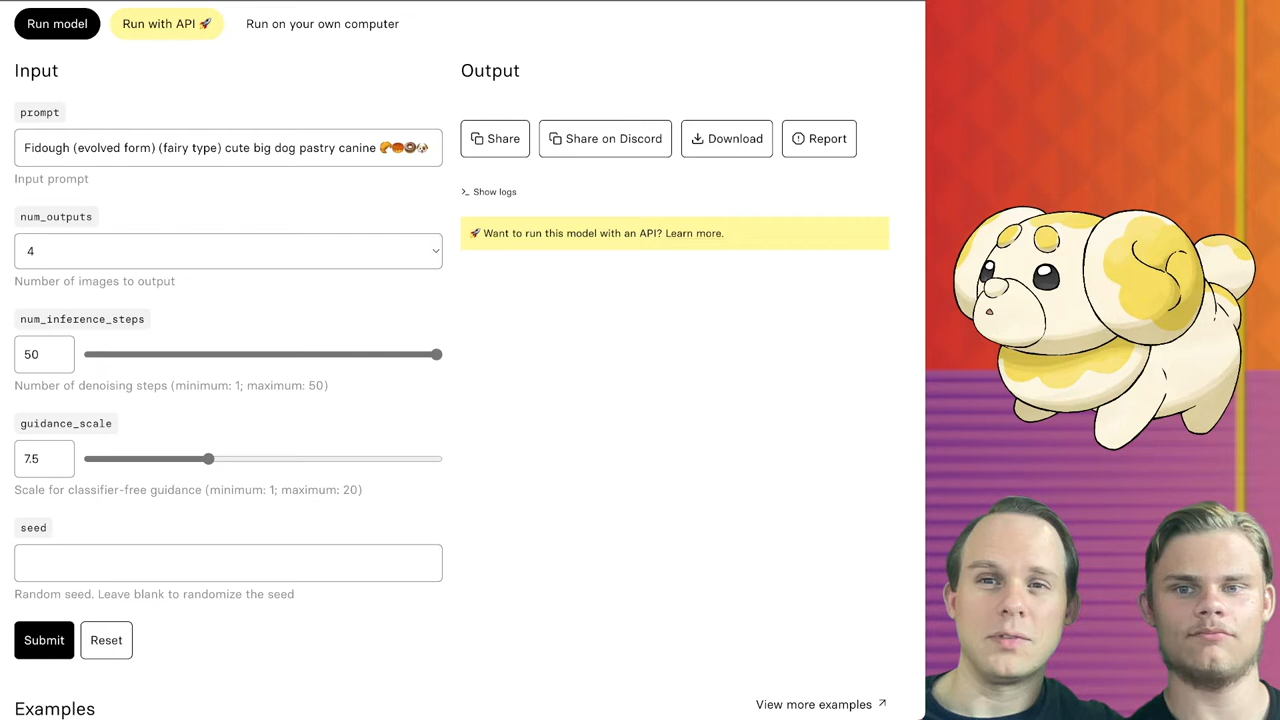 Run model
Run with API 🚀
Run on your own computer
Input
prompt
Fidough (evolved form) (fairy type) cute big dog pastry canine 🥐🍔🍩🐶
Input prompt
num_outputs
4
Number of images to output
num_inference_steps
50
Number of denoising steps (minimum: 1; maximum: 50)
guidance_scale
7.5
Scale for classifier-free guidance (minimum: 1; maximum: 20)
seed
Random seed. Leave blank to randomize the seed
Submit
Reset
Examples
Output
Share
Share on Discord
Download
Report
>_ Show logs
🚀 Want to run this model with an API? Learn more.
View more examples ↗